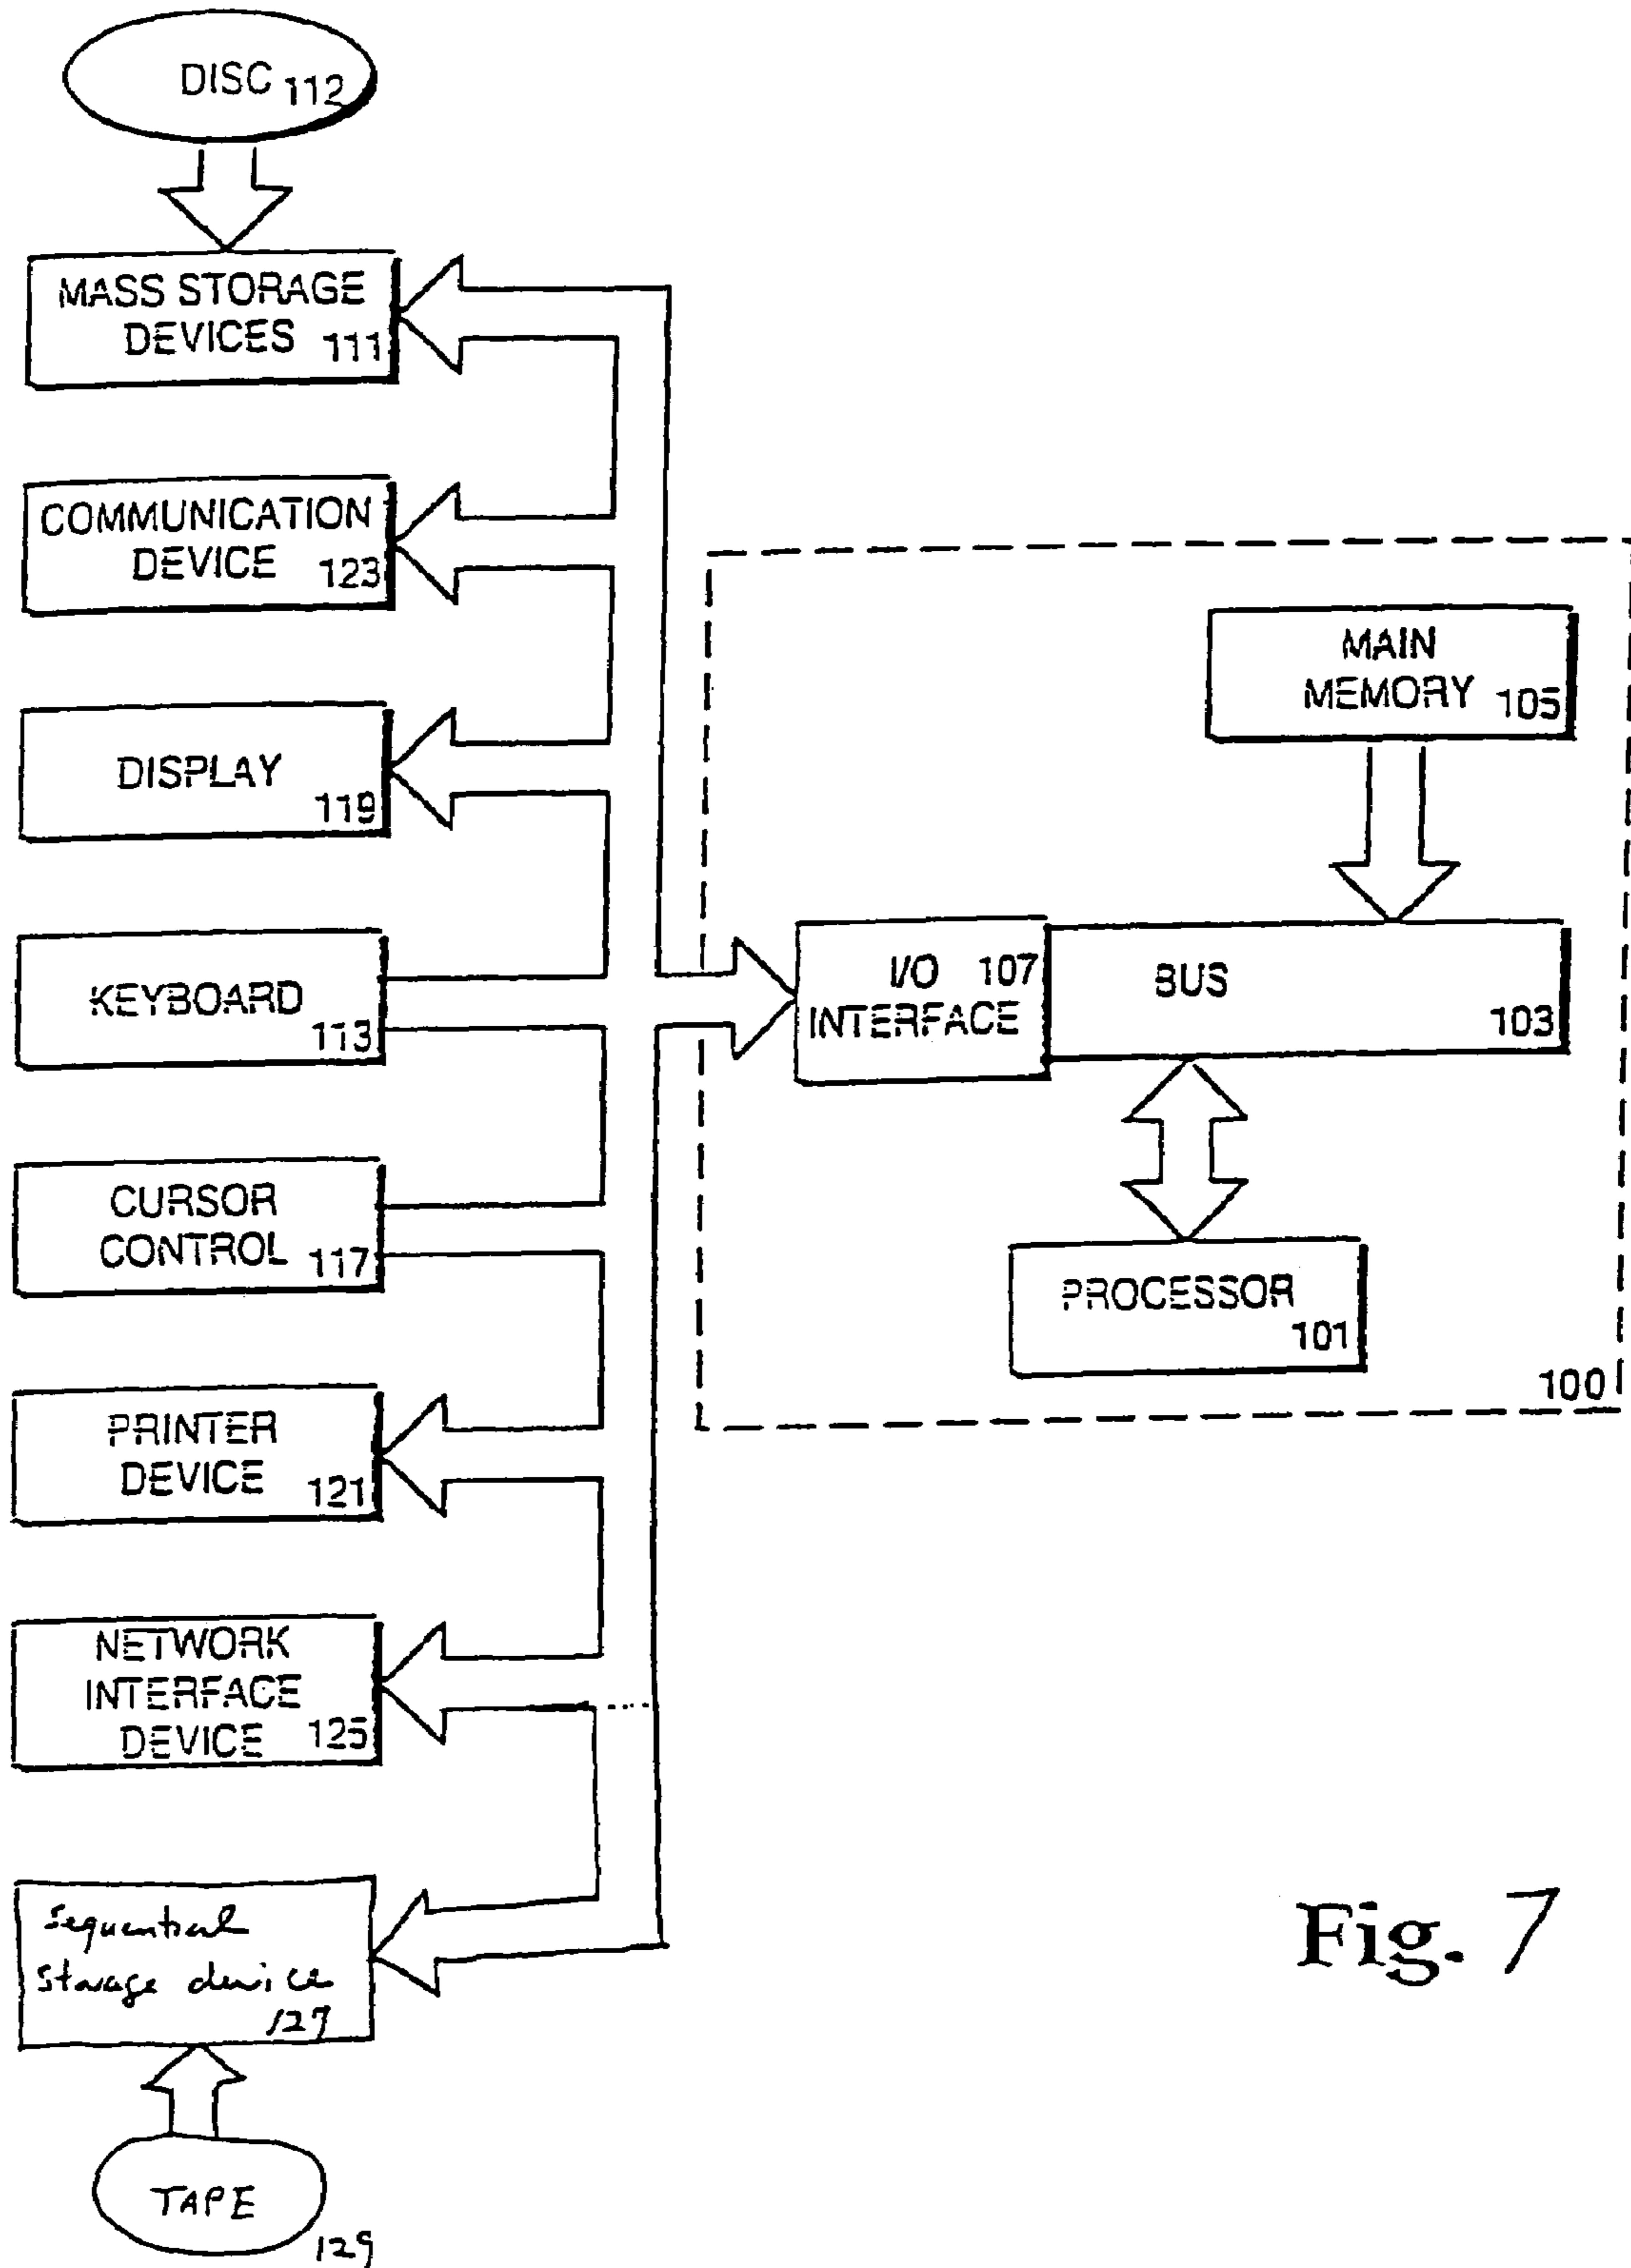 DISC 112
MASS STORAGE
DEVICES 111
COMMUNICATION
DEVICE 123
DISPLAY
119
KEYBOARD
113
CURSOR
CONTROL 117
PRINTER
DEVICE 121
NETWORK
INTERFACE
DEVICE 125
Sequential
storage device
127
TAPE
129
MAIN
MEMORY 105
I/O 107
INTERFACE
BUS
103
PROCESSOR
101
100
Fig. 7